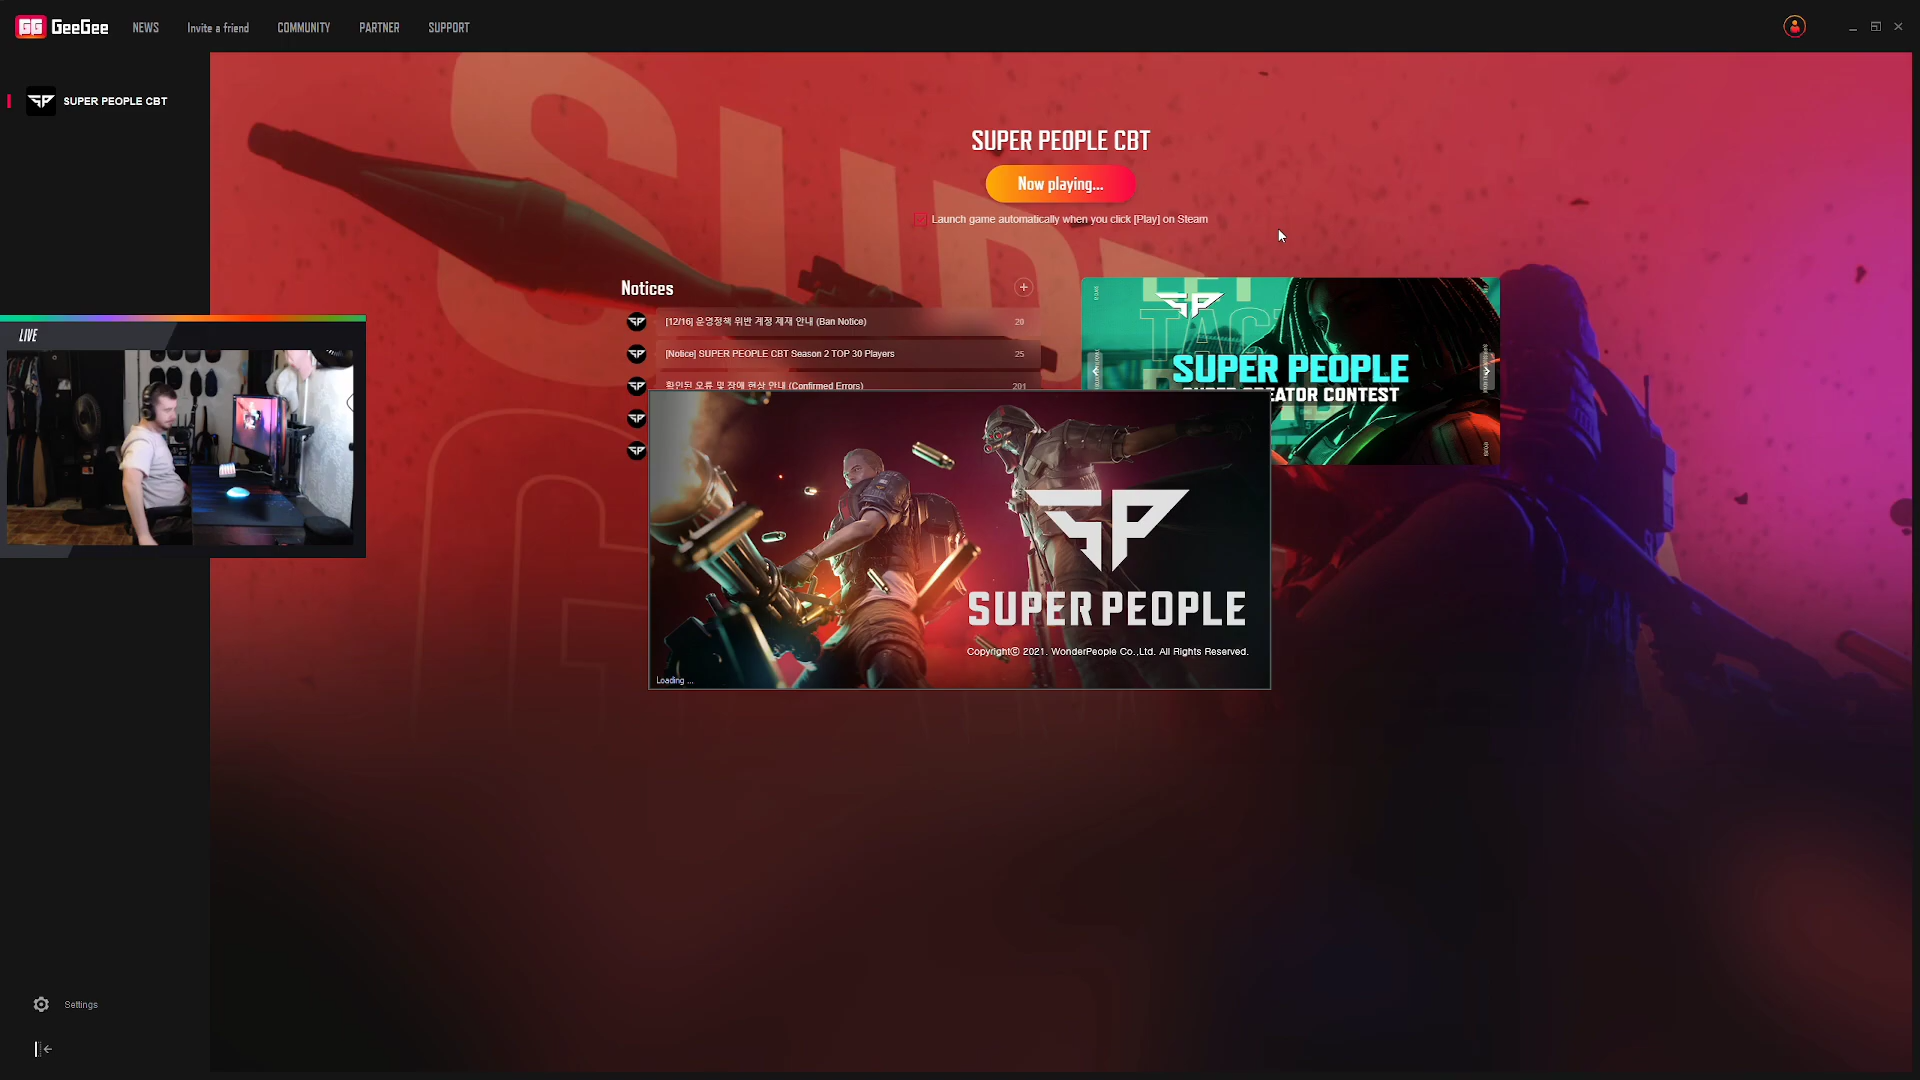 GG GeeGee NEWS Invite a friend COMMUNITY PARTNER SUPPORT
SP SUPER PEOPLE CBT
SUPER PEOPLE CBT
Now playing...
Launch game automatically when you click [Play] on Steam
Notices
[12/16] 운영정책 위반 계정 제재 안내 (Ban Notice) 20
[Notice] SUPER PEOPLE CBT Season 2 TOP 30 Players 25
확인된 오류 및 장애 현상 안내 (Confirmed Errors) 201
SP
SUPER PEOPLE
CONTEST
LIVE
SP
SUPER PEOPLE
Copyrightⓒ 2021. WonderPeople Co.,Ltd. All Rights Reserved.
Loading ...
Settings